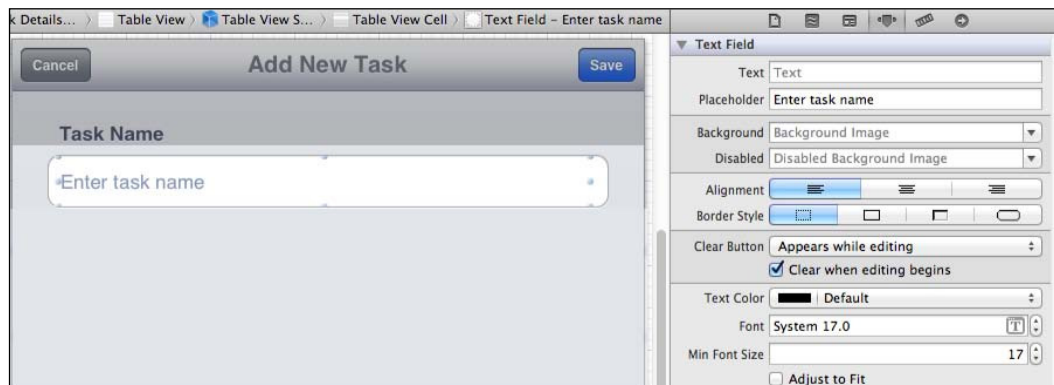 k Details... Table View Table View S... Table View Cell Text Field – Enter task name
Cancel Add New Task Save
Task Name
Enter task name
Text Field
Text Text
Placeholder Enter task name
Background Background Image
Disabled Disabled Background Image
Alignment
Border Style
Clear Button Appears while editing
Clear when editing begins
Text Color Default
Font System 17.0 T
Min Font Size 17
Adjust to Fit